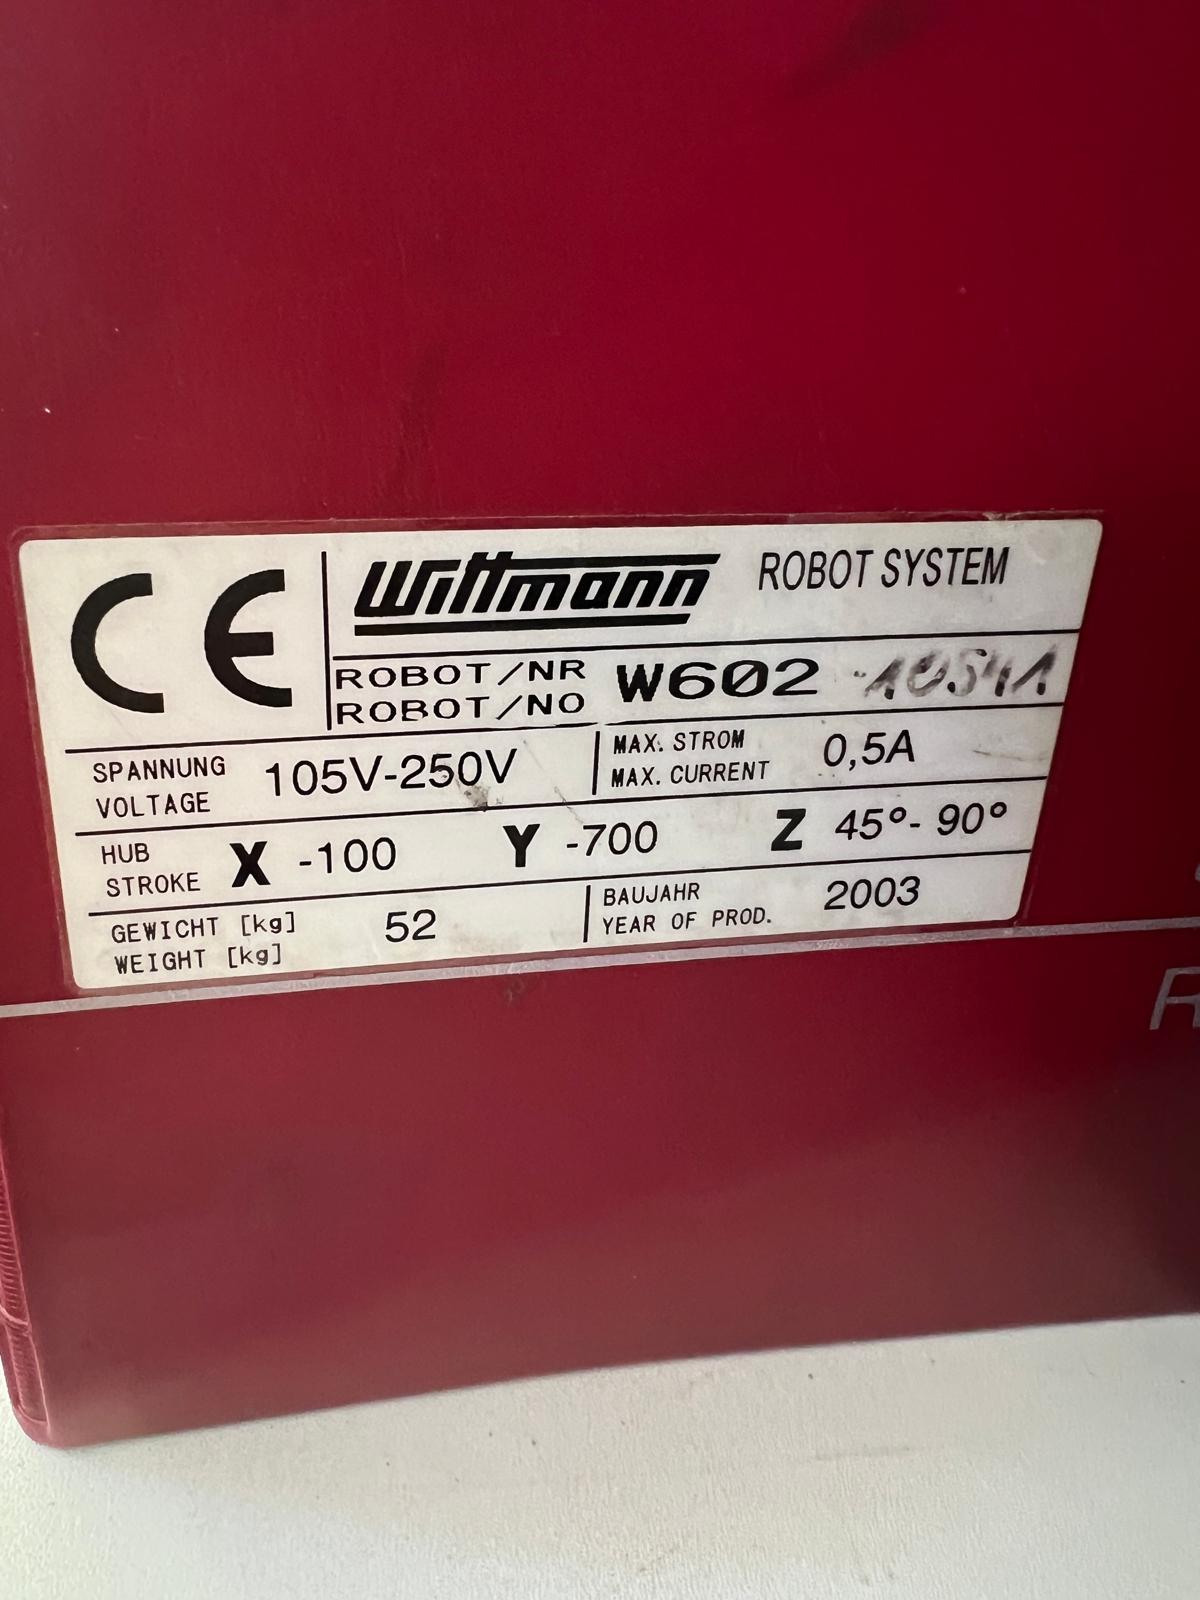 CE
Wittmann ROBOT SYSTEM
ROBOT/NR
ROBOT/NO
W602
SPANNUNG
VOLTAGE
105V-250V
MAX. STROM
MAX. CURRENT
0,5A
HUB
STROKE
X -100 Y -700 Z 45°- 90°
GEWICHT [kg]
WEIGHT [kg]
52
BAUJAHR
YEAR OF PROD.
2003
R